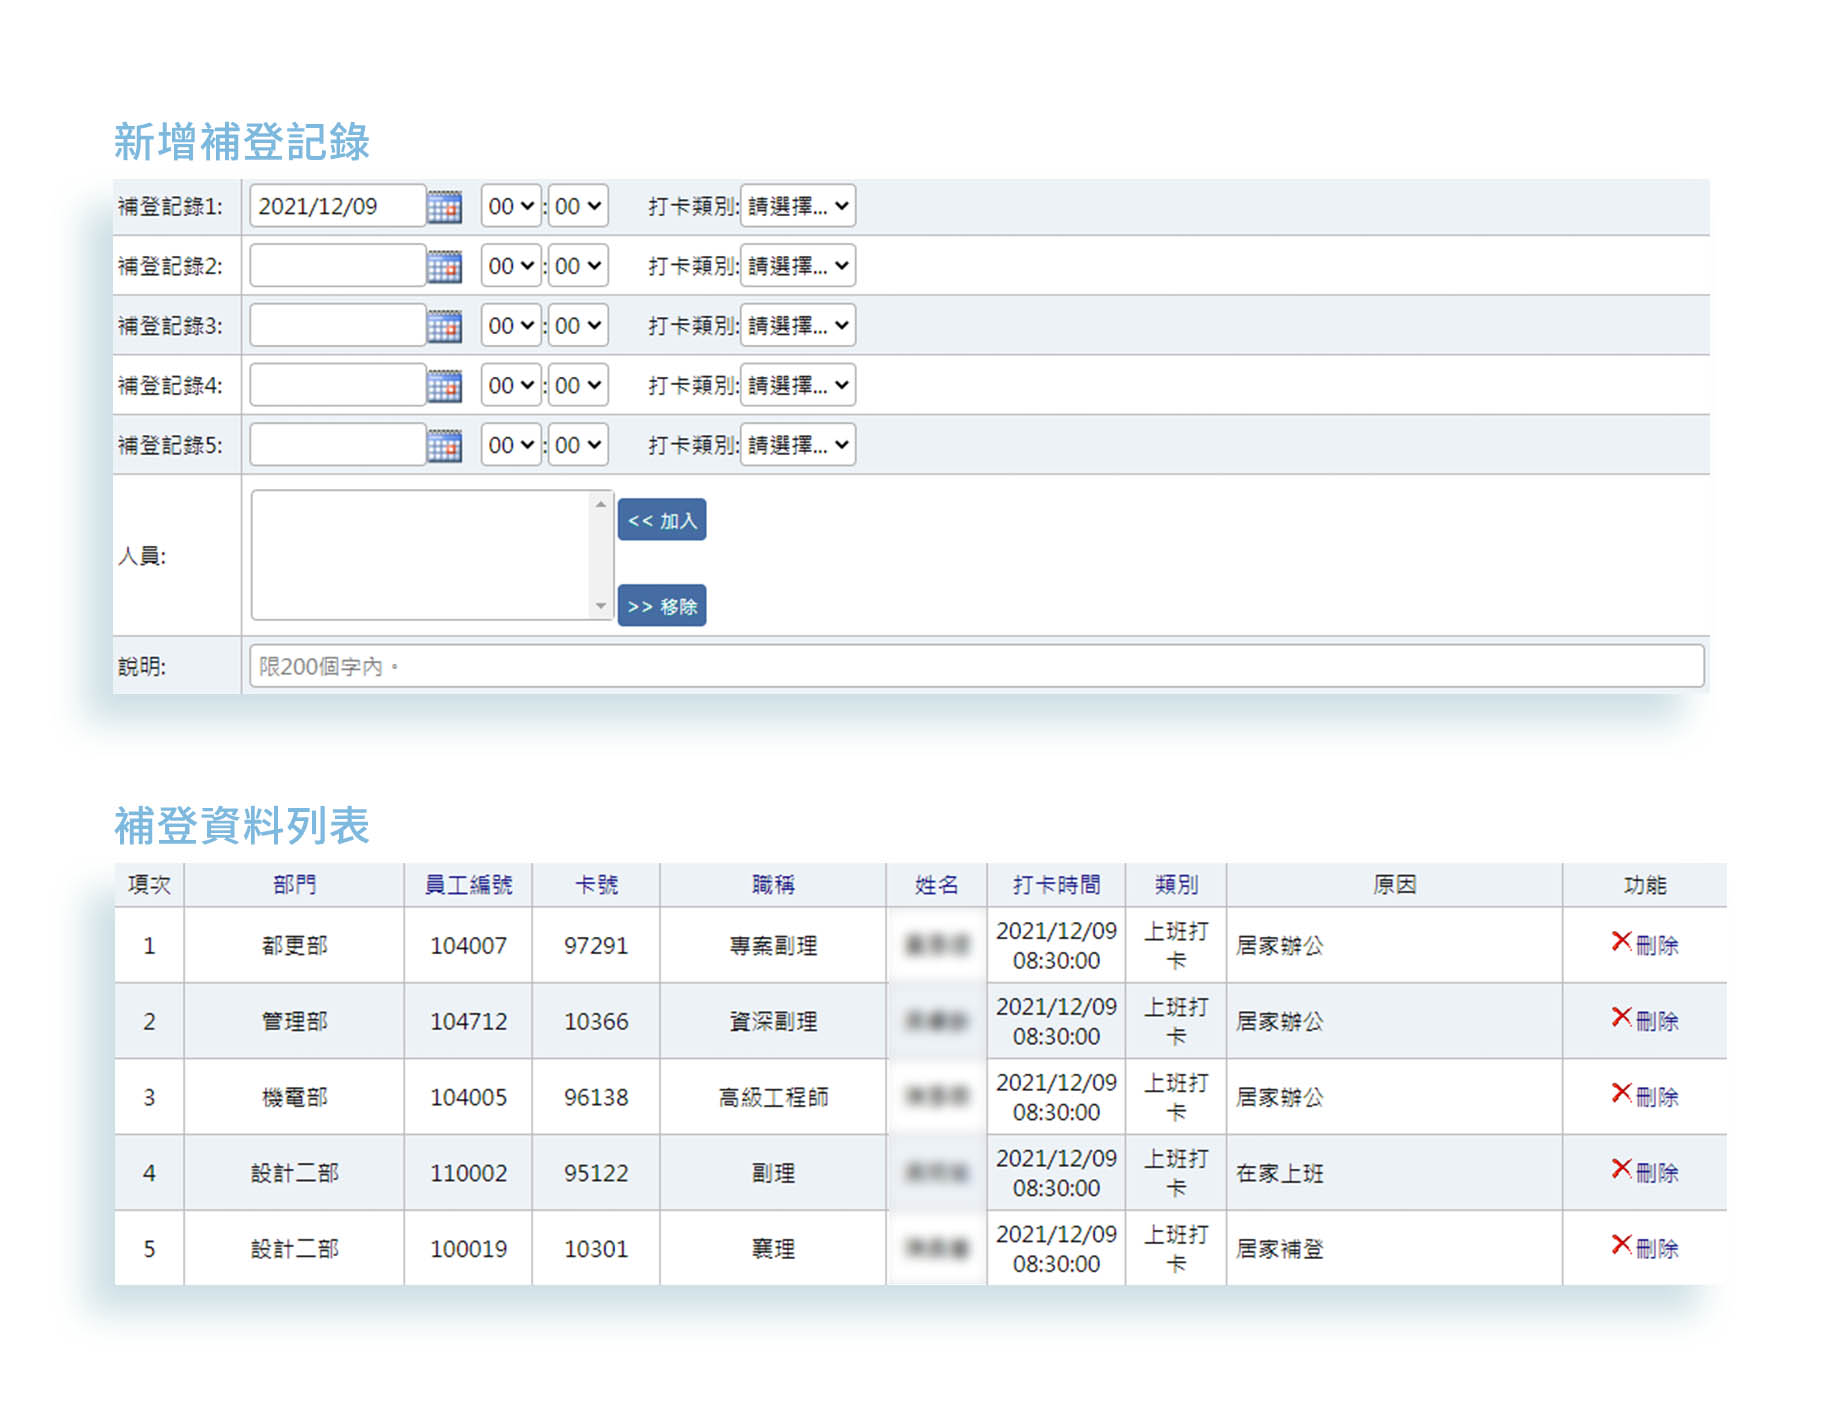 新增補登記錄
補登記錄1: 2021/12/09 00 : 00 打卡類別: 請選擇...
補登記錄2: 00 : 00 打卡類別: 請選擇...
補登記錄3: 00 : 00 打卡類別: 請選擇...
補登記錄4: 00 : 00 打卡類別: 請選擇...
補登記錄5: 00 : 00 打卡類別: 請選擇...
<< 加入
人員:
>> 移除
說明: 限200個字內。
補登資料列表
項次 部門 員工編號 卡號 職稱 姓名 打卡時間 類別 原因 功能
1 都更部 104007 97291 專案副理 2021/12/09 08:30:00 上班打卡 居家辦公 刪除
2 管理部 104712 10366 資深副理 2021/12/09 08:30:00 上班打卡 居家辦公 刪除
3 機電部 104005 96138 高級工程師 2021/12/09 08:30:00 上班打卡 居家辦公 刪除
4 設計二部 110002 95122 副理 2021/12/09 08:30:00 上班打卡 在家上班 刪除
5 設計二部 100019 10301 襄理 2021/12/09 08:30:00 上班打卡 居家補登 刪除